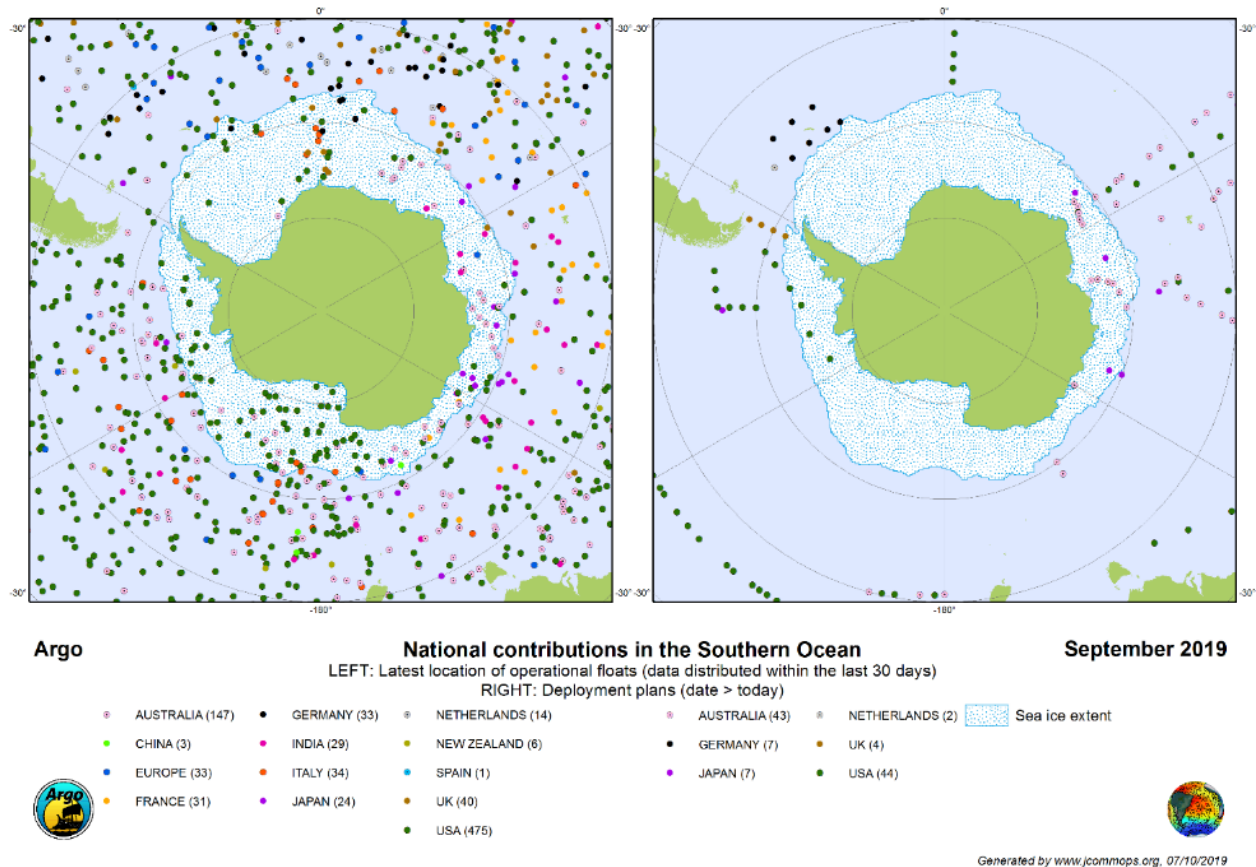 0°
0°
-30°
-30°
-30°
-30°
-30°
-30°
-30°
-30°
-180°
-180°
Argo
National contributions in the Southern Ocean
September 2019
LEFT: Latest location of operational floats (data distributed within the last 30 days)
RIGHT: Deployment plans (date > today)
AUSTRALIA (147)
GERMANY (33)
NETHERLANDS (14)
AUSTRALIA (43)
NETHERLANDS (2)
Sea ice extent
CHINA (3)
INDIA (29)
NEW ZEALAND (6)
GERMANY (7)
UK (4)
EUROPE (33)
ITALY (34)
SPAIN (1)
JAPAN (7)
USA (44)
FRANCE (31)
JAPAN (24)
UK (40)
USA (475)
Argo
Generated by www.jcommops.org, 07/10/2019